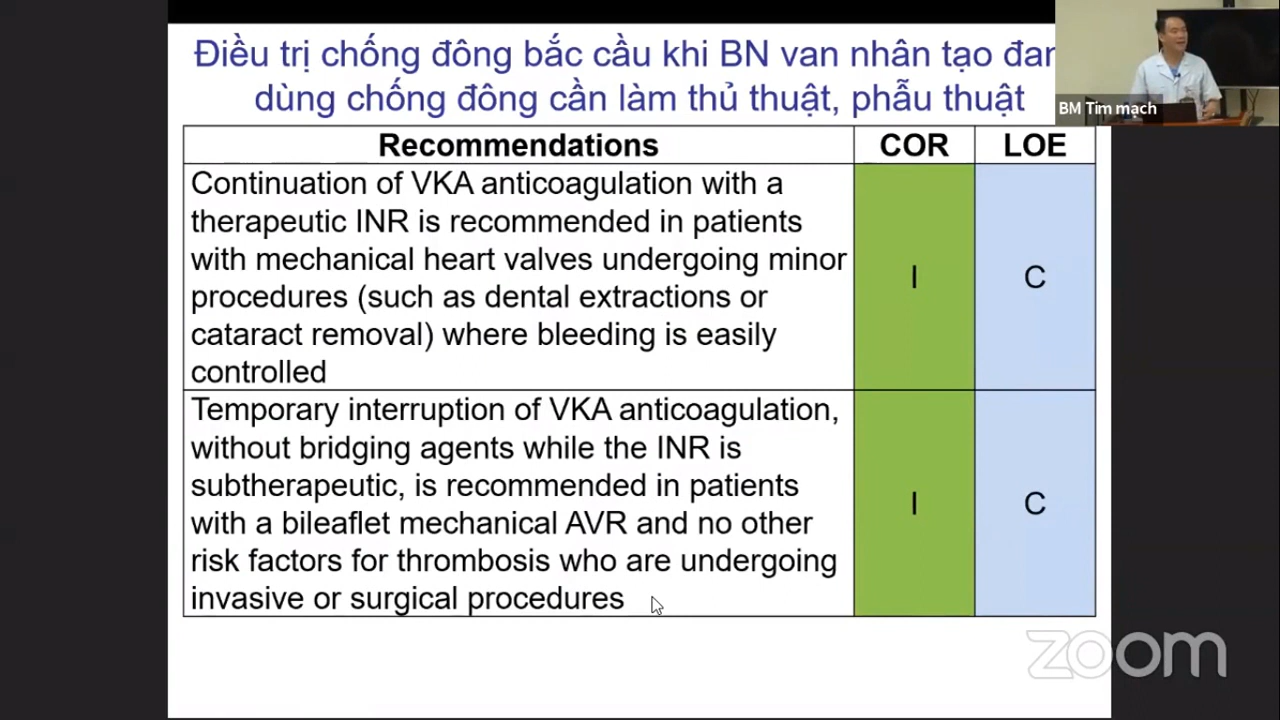 Điều trị chống đông bắc cầu khi BN van nhân tạo
dùng chống đông cần làm thủ thuật, phẫu thuật
BM Tim mạch
Recommendations COR LOE
Continuation of VKA anticoagulation with a
therapeutic INR is recommended in patients
with mechanical heart valves undergoing minor
procedures (such as dental extractions or
cataract removal) where bleeding is easily
controlled
I C
Temporary interruption of VKA anticoagulation,
without bridging agents while the INR is
subtherapeutic, is recommended in patients
with a bileaflet mechanical AVR and no other
risk factors for thrombosis who are undergoing
invasive or surgical procedures
I C
zoom